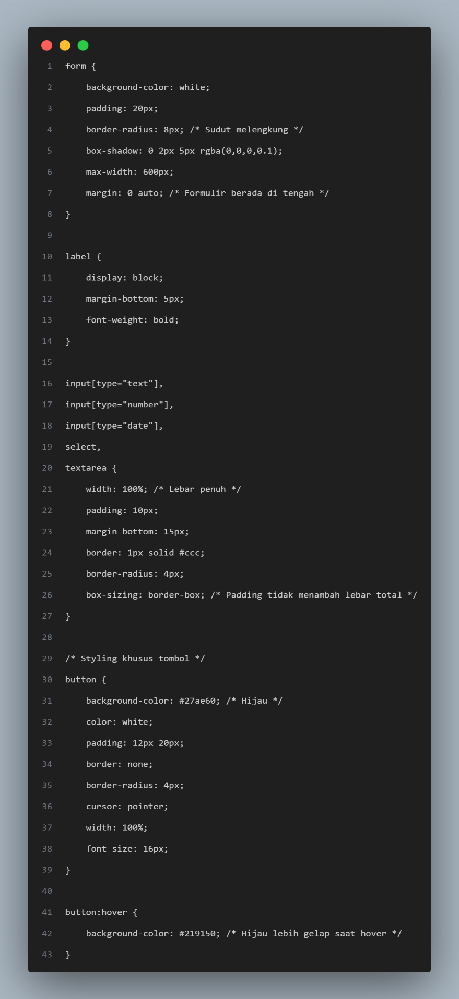 1 form {
2     background-color: white;
3     padding: 20px;
4     border-radius: 8px; /* Sudut melengkung */
5     box-shadow: 0 2px 5px rgba(0,0,0,0.1);
6     max-width: 600px;
7     margin: 0 auto; /* Formulir berada di tengah */
8 }
9
10 label {
11     display: block;
12     margin-bottom: 5px;
13     font-weight: bold;
14 }
15
16 input[type="text"],
17 input[type="number"],
18 input[type="date"],
19 select,
20 textarea {
21     width: 100%; /* Lebar penuh */
22     padding: 10px;
23     margin-bottom: 15px;
24     border: 1px solid #ccc;
25     border-radius: 4px;
26     box-sizing: border-box; /* Padding tidak menambah lebar total */
27 }
28
29 /* Styling khusus tombol */
30 button {
31     background-color: #27ae60; /* Hijau */
32     color: white;
33     padding: 12px 20px;
34     border: none;
35     border-radius: 4px;
36     cursor: pointer;
37     width: 100%;
38     font-size: 16px;
39 }
40
41 button:hover {
42     background-color: #219150; /* Hijau lebih gelap saat hover */
43 }